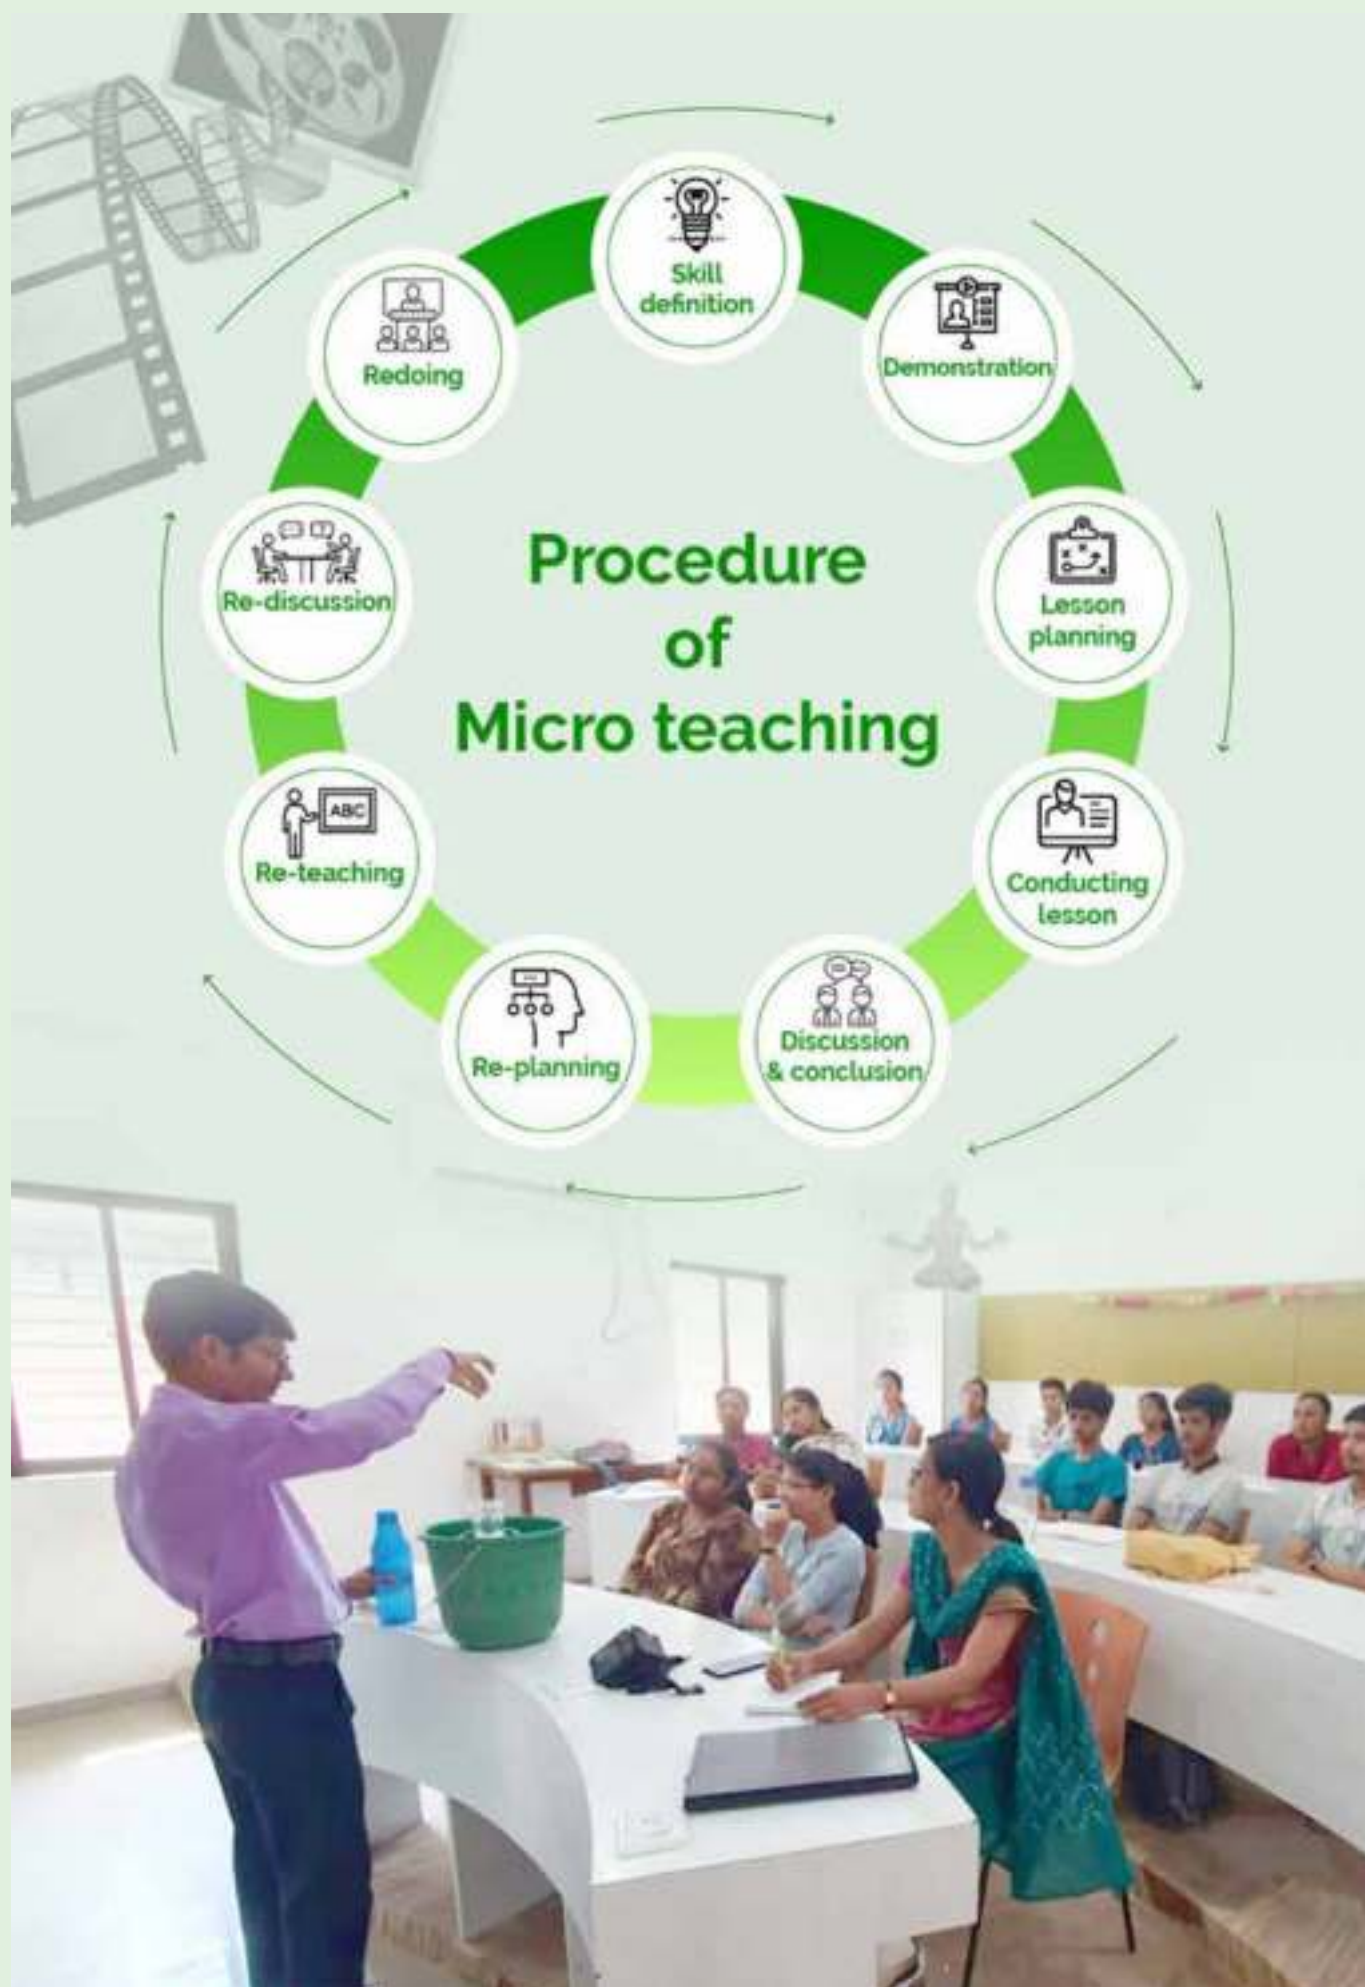 Procedure
of
Micro teaching
Skill
definition
Demonstration
Lesson
planning
Conducting
lesson
Discussion
& conclusion
Re-planning
Re-teaching
ABC
Re-discussion
Redoing